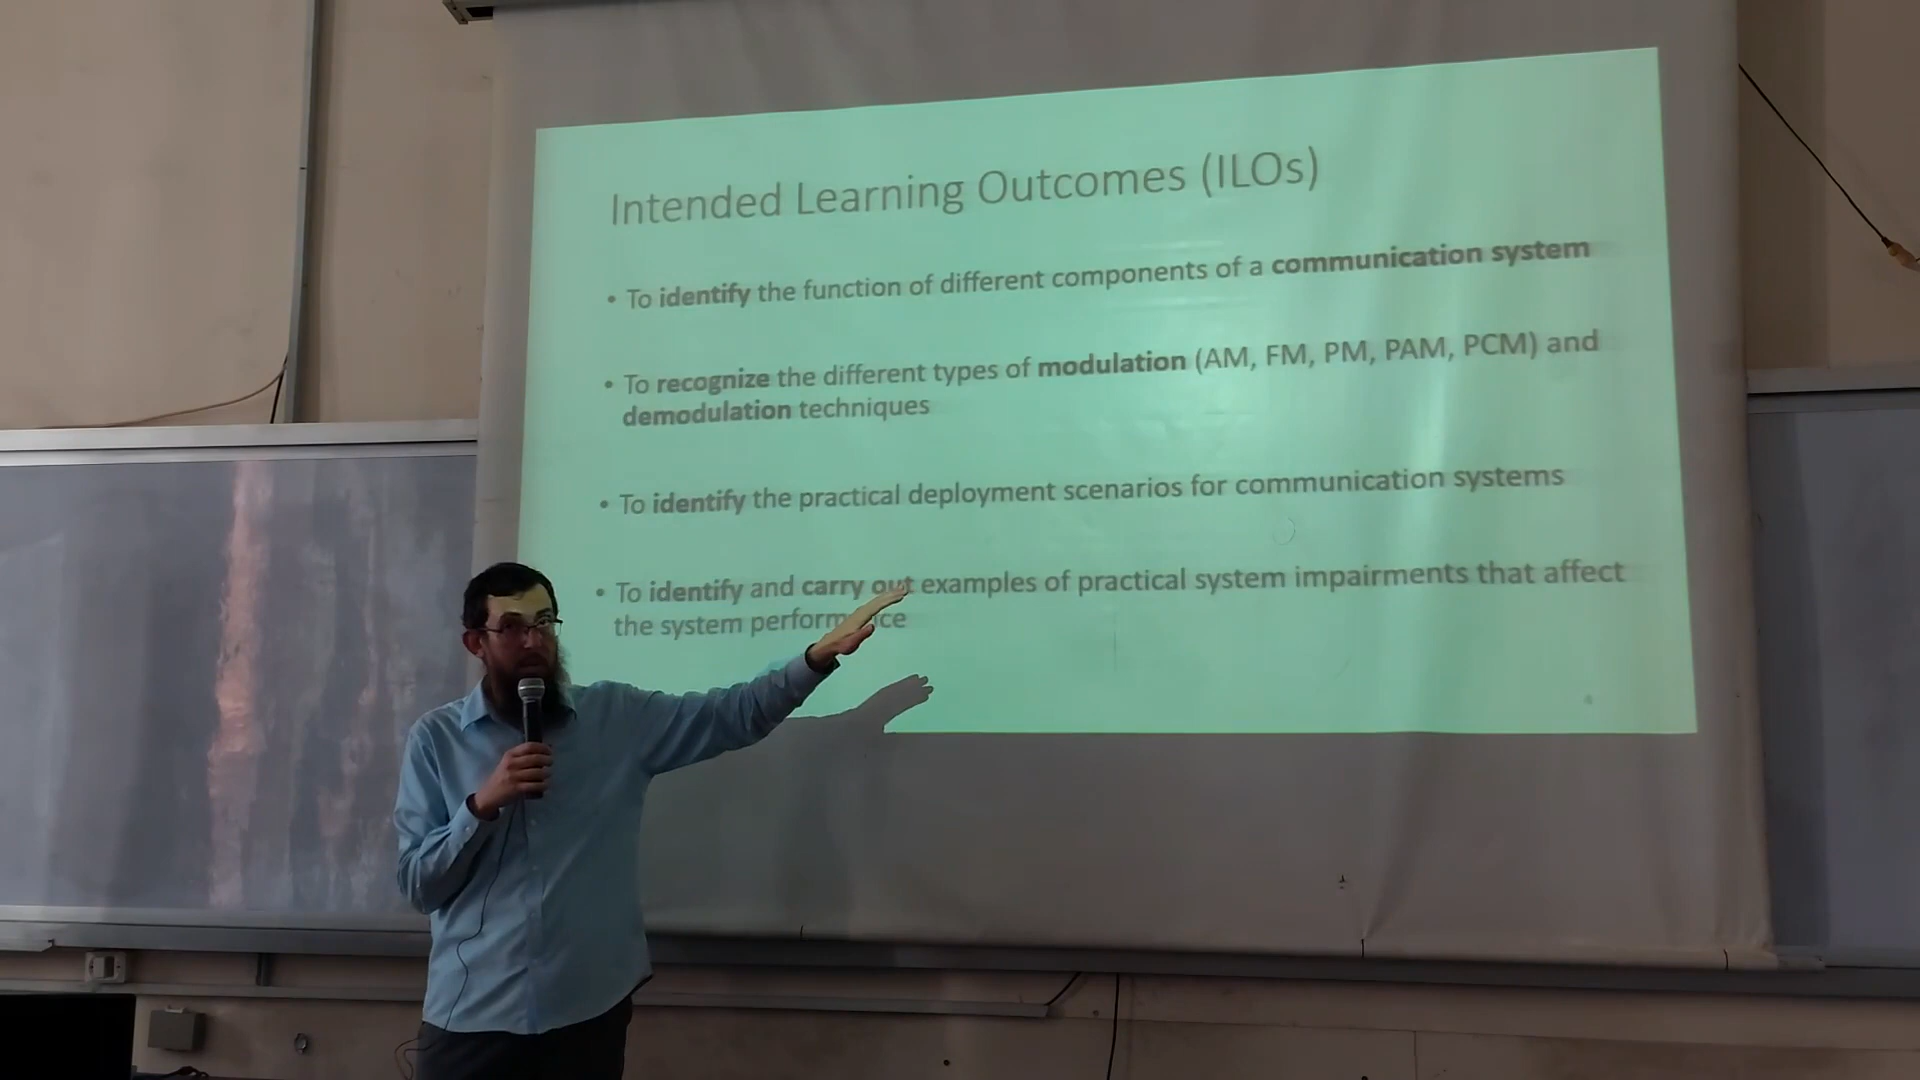 Intended Learning Outcomes (ILOs)
• To identify the function of different components of a communication system
• To recognize the different types of modulation (AM, FM, PM, PAM, PCM) and
demodulation techniques
• To identify the practical deployment scenarios for communication systems
• To identify and carry out examples of practical system impairments that affect
the system performance